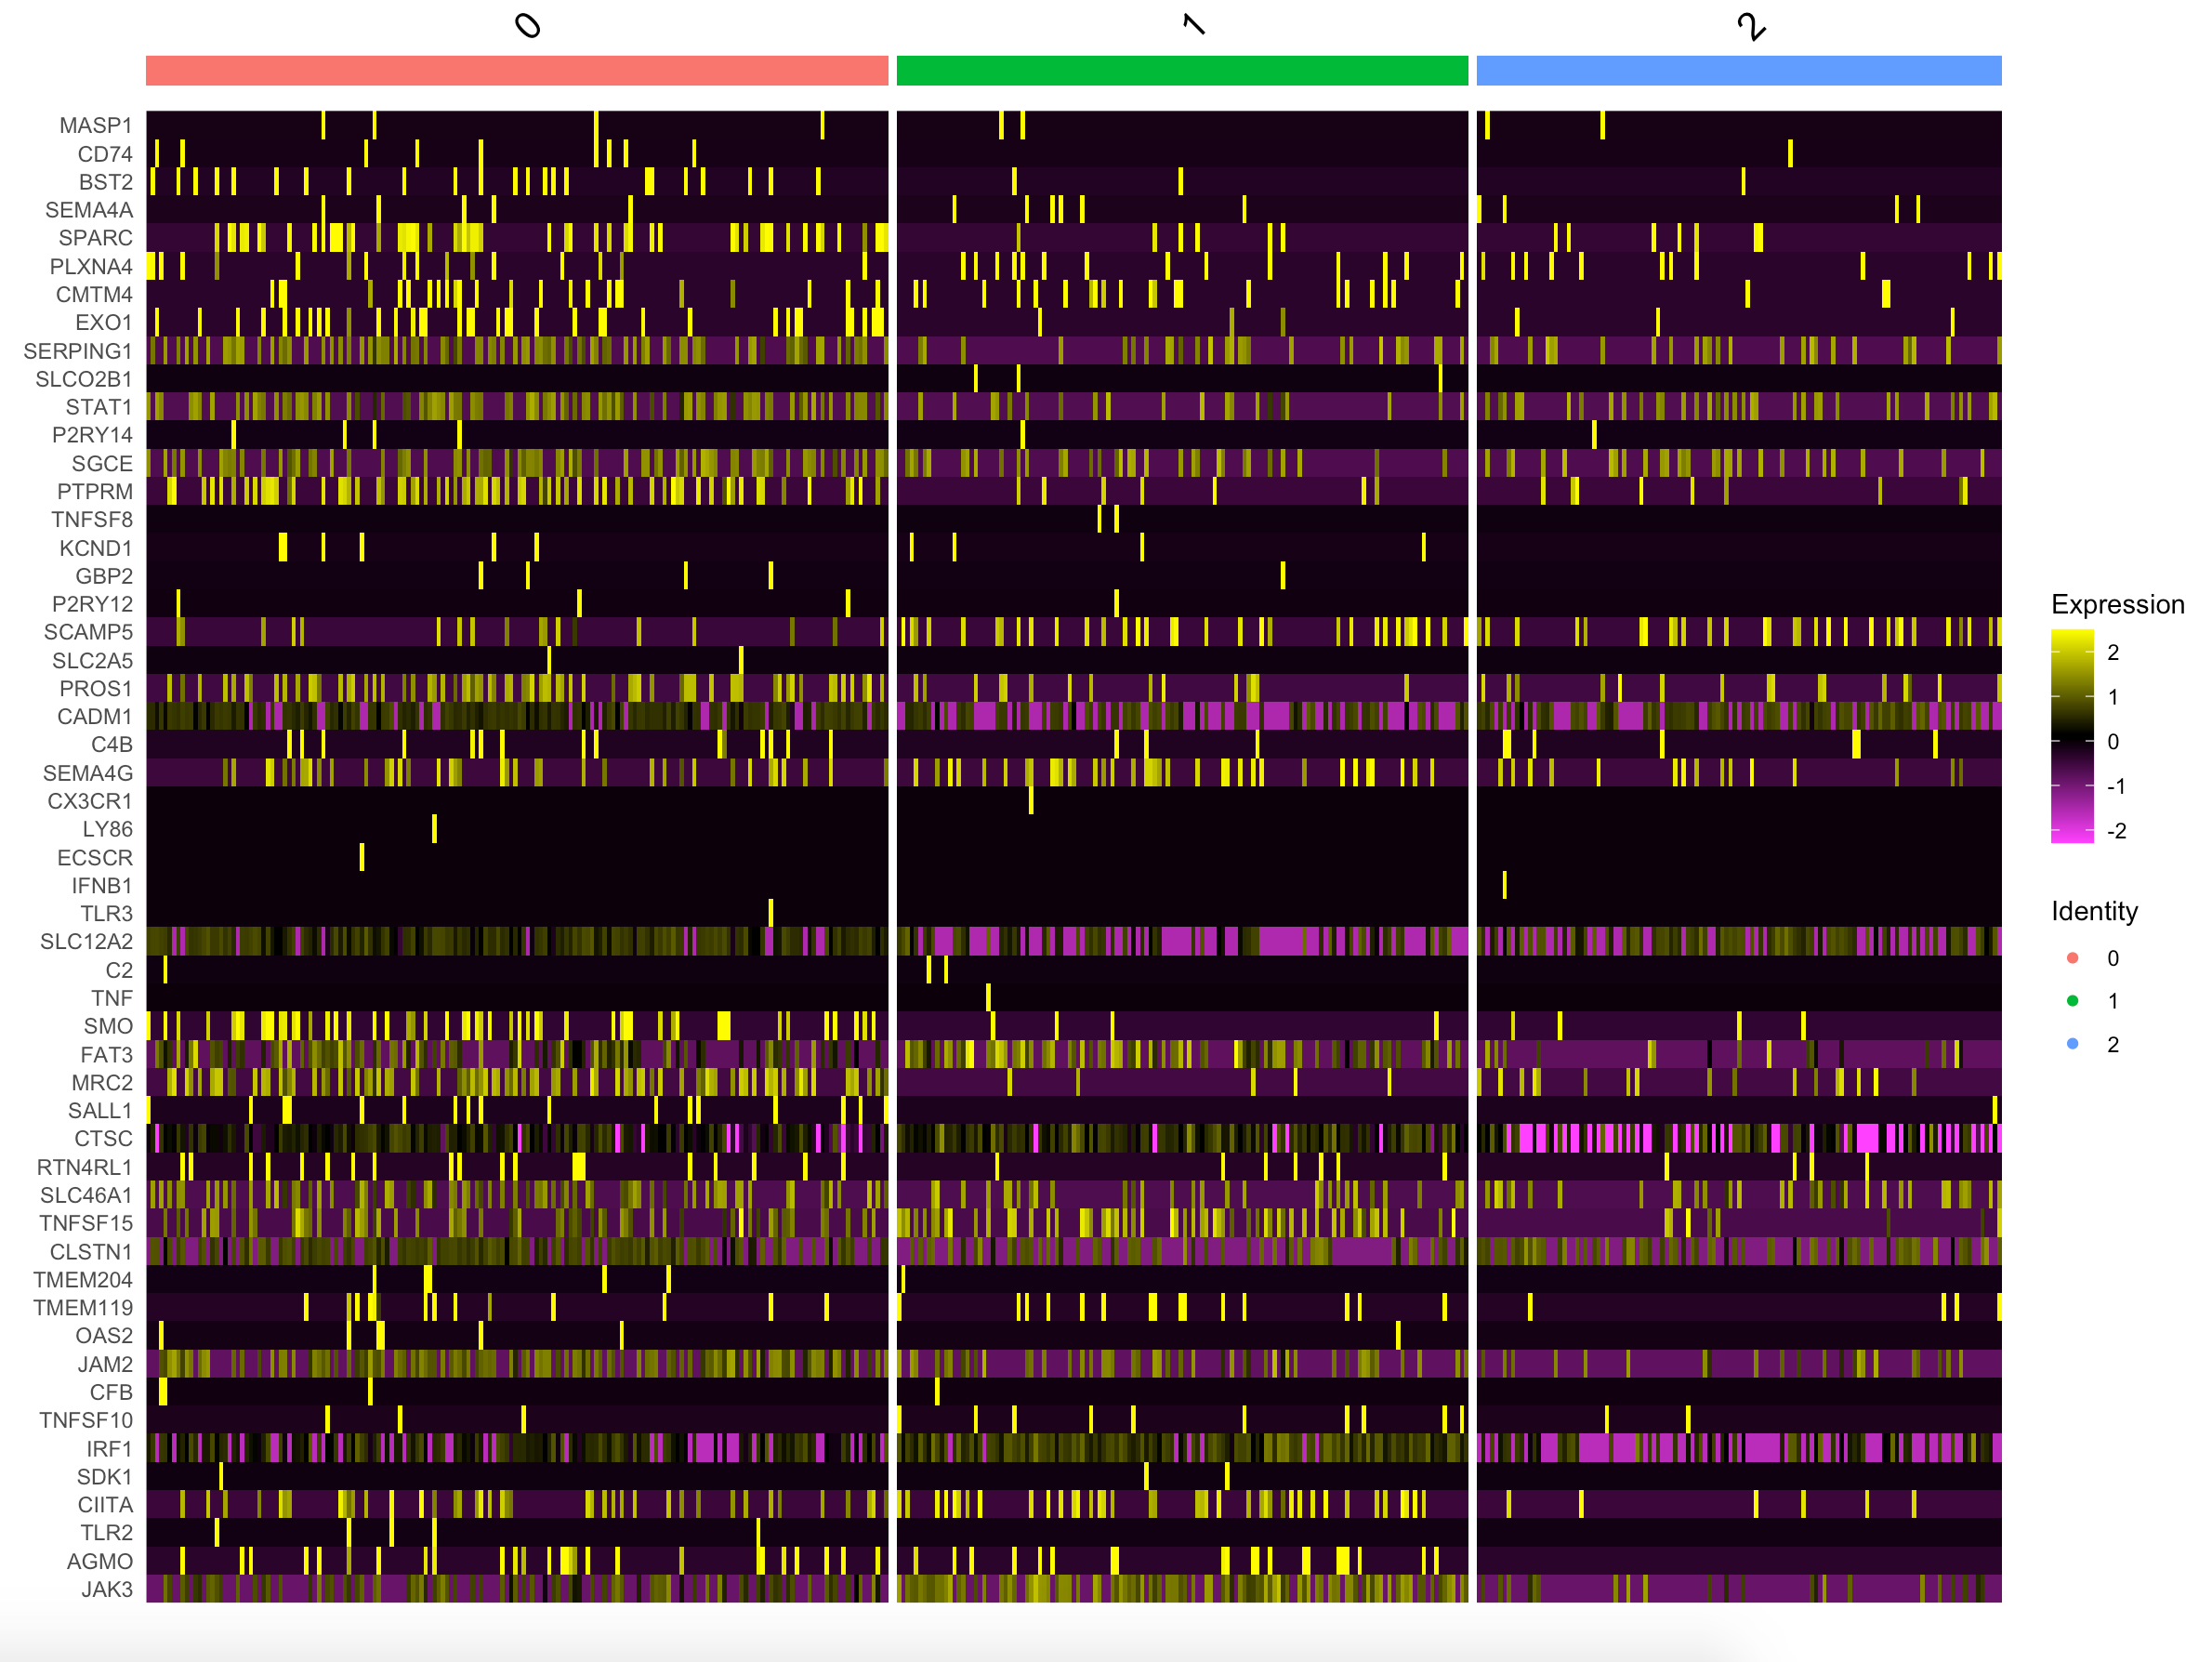 0 1 2
MASP1
CD74
BST2
SEMA4A
SPARC
PLXNA4
CMTM4
EXO1
SERPING1
SLCO2B1
STAT1
P2RY14
SGCE
PTPRM
TNFSF8
KCND1
GBP2
P2RY12
SCAMP5
SLC2A5
PROS1
CADM1
C4B
SEMA4G
CX3CR1
LY86
ECSCR
IFNB1
TLR3
SLC12A2
C2
TNF
SMO
FAT3
MRC2
SALL1
CTSC
RTN4RL1
SLC46A1
TNFSF15
CLSTN1
TMEM204
TMEM119
OAS2
JAM2
CFB
TNFSF10
IRF1
SDK1
CIITA
TLR2
AGMO
JAK3
Expression
2
1
0
-1
-2
Identity
0
1
2